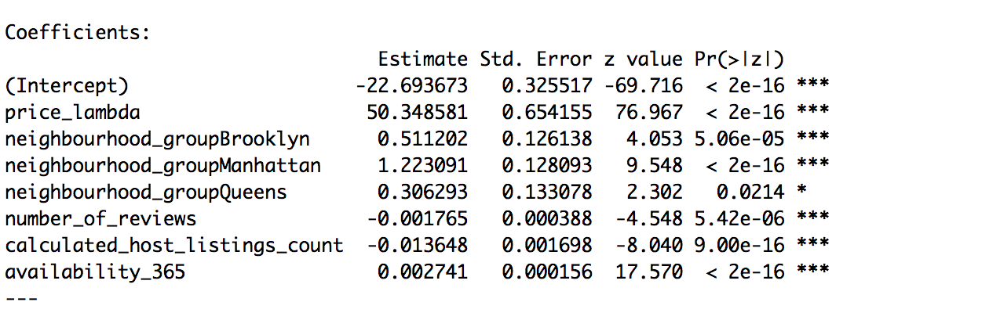 Coefficients:
Estimate Std. Error z value Pr(>|z|)
(Intercept) -22.693673 0.325517 -69.716 < 2e-16 ***
price_lambda 50.348581 0.654155 76.967 < 2e-16 ***
neighbourhood_groupBrooklyn 0.511202 0.126138 4.053 5.06e-05 ***
neighbourhood_groupManhattan 1.223091 0.128093 9.548 < 2e-16 ***
neighbourhood_groupQueens 0.306293 0.133078 2.302 0.0214 *
number_of_reviews -0.001765 0.000388 -4.548 5.42e-06 ***
calculated_host_listings_count -0.013648 0.001698 -8.040 9.00e-16 ***
availability_365 0.002741 0.000156 17.570 < 2e-16 ***
---